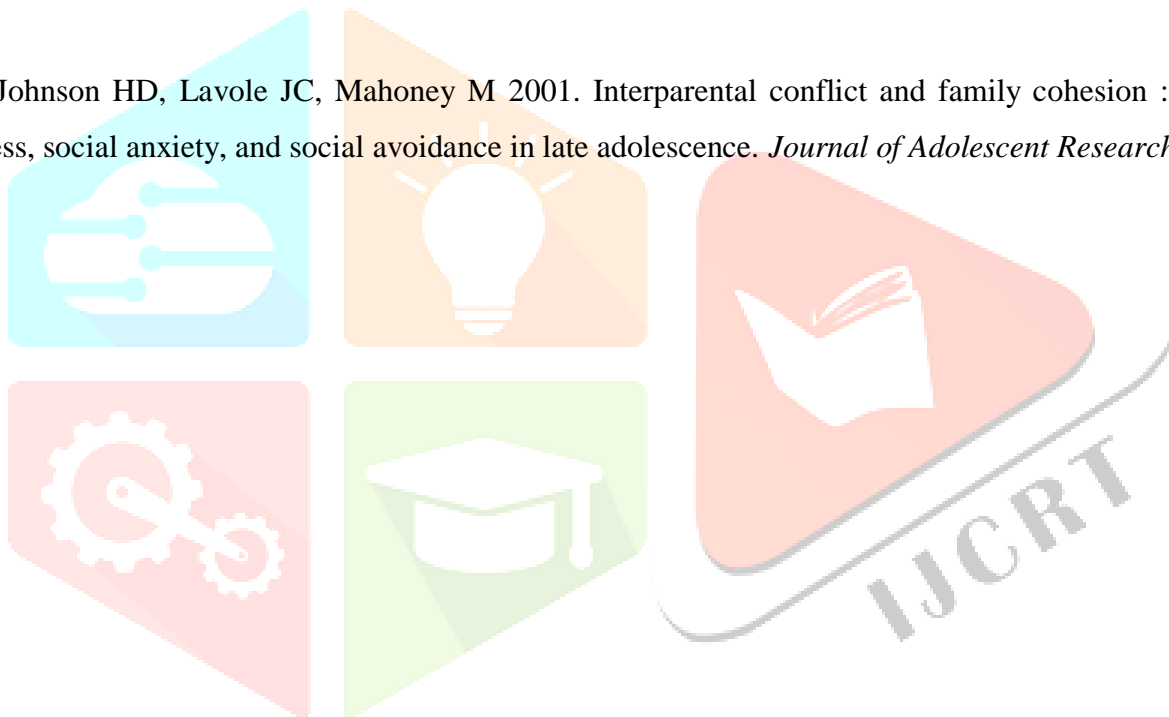 Johnson HD, Lavole JC, Mahoney M 2001. Interparental conflict and family cohesion :
ess, social anxiety, and social avoidance in late adolescence. Journal of Adolescent Research
IJCRT